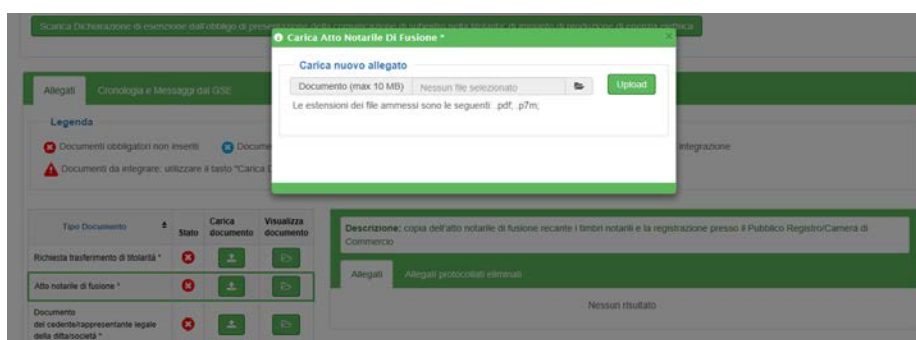 Scarica Dichiarazione di esenzione dall'obbligo di presentazione della comunicazione di subentro nella titolarità di impianto di produzione di energia elettrica
Carica Atto Notarile Di Fusione * ×
Carica nuovo allegato
Documento (max 10 MB) Nessun file selezionato Upload
Le estensioni dei file ammessi sono le seguenti: .pdf; .p7m;
Allegati Cronologia e Messaggi dal GSE
Legenda
Documenti obbligatori non inseriti Docume integrazione
Documenti da integrare: utilizzare il tasto "Carica D
Tipo Documento Stato Carica documento Visualizza documento
Richiesta trasferimento di titolarità *
Atto notarile di fusione *
Documento
del cedente/rappresentante legale
della ditta/società *
Descrizione: copia dell'atto notarile di fusione recante i timbri notarili e la registrazione presso il Pubblico Registro/Camera di
Commercio
Allegati Allegati protocollati eliminati
Nessun risultato